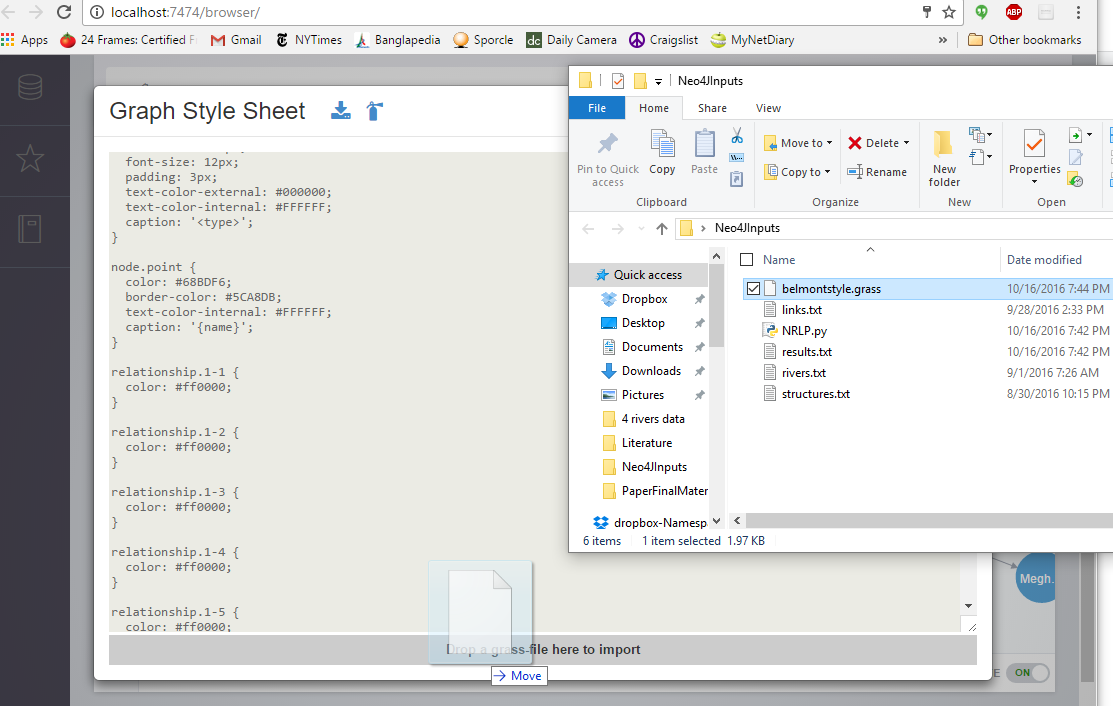 localhost:7474/browser/
ABP
Apps 24 Frames: Certified F Gmail NYTimes Banglapedia Sporcle dc Daily Camera Craigslist MyNetDiary » Other bookmarks
Graph Style Sheet
font-size: 12px;
padding: 3px;
text-color-external: #000000;
text-color-internal: #FFFFFF;
caption: '<type>';
}
node.point {
color: #68BDF6;
border-color: #5CA8DB;
text-color-internal: #FFFFFF;
caption: '{name}';
}
relationship.1-1 {
color: #ff0000;
}
relationship.1-2 {
color: #ff0000;
}
relationship.1-3 {
color: #ff0000;
}
relationship.1-4 {
color: #ff0000;
}
relationship.1-5 {
color: #ff0000;
Drop a grass-file here to import
Move
Neo4JInputs
File Home Share View
Pin to Quick access
Copy
Paste
Move to
Copy to
Delete
Rename
New folder
Properties
Clipboard Organize New Open
Neo4JInputs
Quick access
Dropbox
Desktop
Documents
Downloads
Pictures
4 rivers data
Literature
Neo4JInputs
PaperFinalMater
dropbox-Namesp
Name Date modified
belmontstyle.grass 10/16/2016 7:44 PM
links.txt 9/28/2016 2:33 PM
NRLP.py 10/16/2016 7:42 PM
results.txt 10/16/2016 7:42 PM
rivers.txt 9/1/2016 7:26 AM
structures.txt 8/30/2016 10:15 PM
6 items 1 item selected 1.97 KB
Megh.
E ON